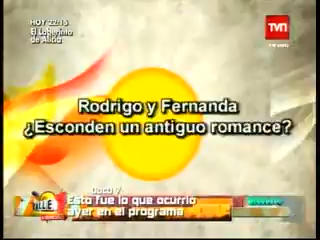 HOY 22:15
El Laberinto
de Alicia
TVN
Rodrigo y Fernanda
¿Esconden un antiguo romance?
Esto fue lo que ocurrio
ayer en el programa